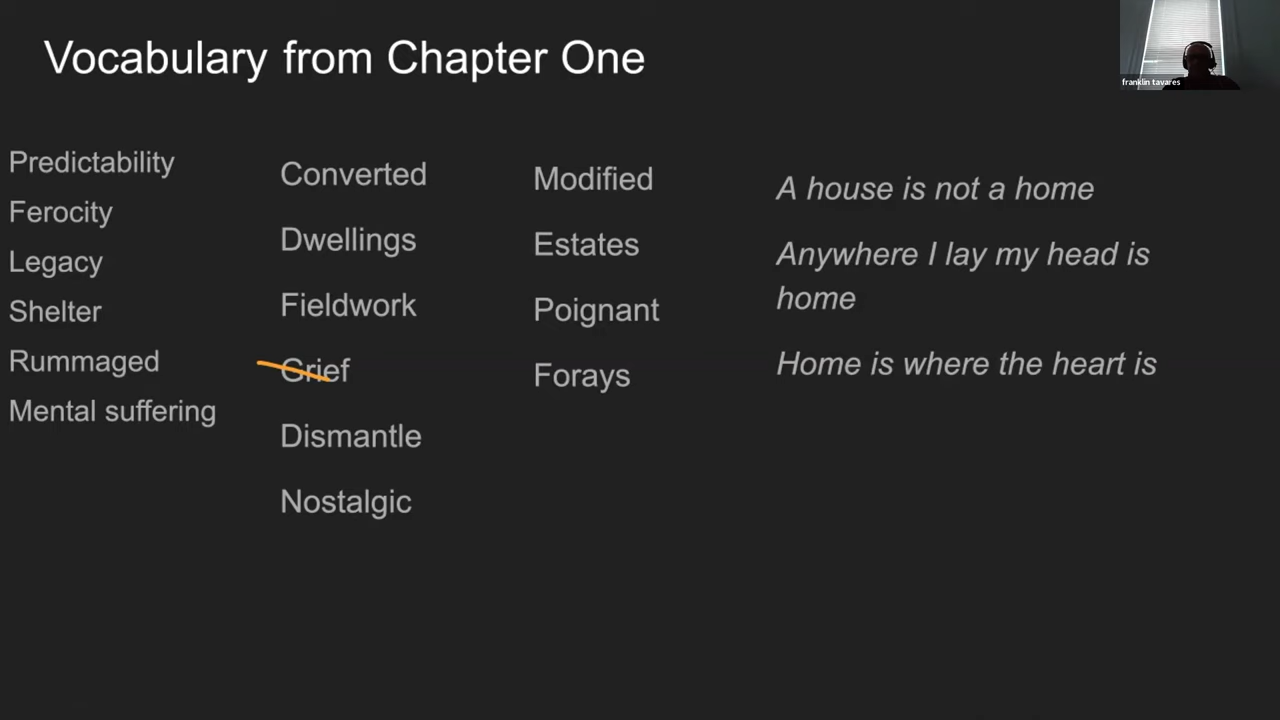 Vocabulary from Chapter One
franklin tavares
Predictability
Ferocity
Legacy
Shelter
Rummaged
Mental suffering
Converted
Dwellings
Fieldwork
Grief
Dismantle
Nostalgic
Modified
Estates
Poignant
Forays
A house is not a home
Anywhere I lay my head is
home
Home is where the heart is